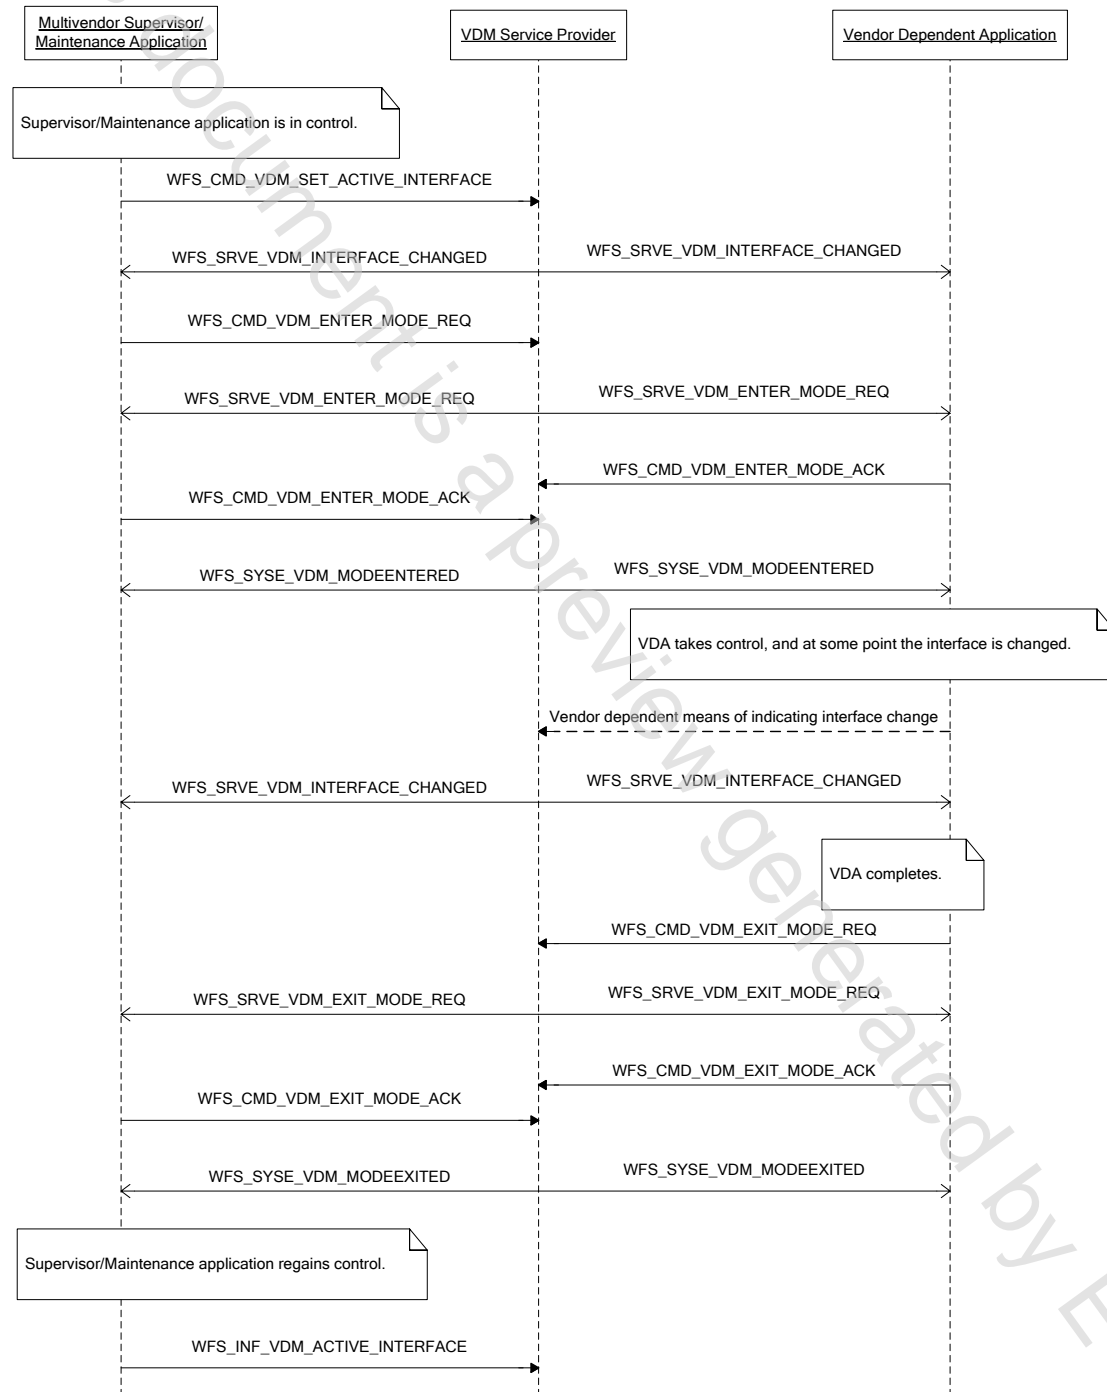 Multivendor Supervisor/
Maintenance Application
VDM Service Provider
Vendor Dependent Application
Supervisor/Maintenance application is in control.
WFS_CMD_VDM_SET_ACTIVE_INTERFACE
WFS_SRVE_VDM_INTERFACE_CHANGED
WFS_SRVE_VDM_INTERFACE_CHANGED
WFS_CMD_VDM_ENTER_MODE_REQ
WFS_SRVE_VDM_ENTER_MODE_REQ
WFS_SRVE_VDM_ENTER_MODE_REQ
WFS_CMD_VDM_ENTER_MODE_ACK
WFS_CMD_VDM_ENTER_MODE_ACK
WFS_SYSE_VDM_MODEENTERED
WFS_SYSE_VDM_MODEENTERED
VDA takes control, and at some point the interface is changed.
Vendor dependent means of indicating interface change
WFS_SRVE_VDM_INTERFACE_CHANGED
WFS_SRVE_VDM_INTERFACE_CHANGED
VDA completes.
WFS_CMD_VDM_EXIT_MODE_REQ
WFS_SRVE_VDM_EXIT_MODE_REQ
WFS_SRVE_VDM_EXIT_MODE_REQ
WFS_CMD_VDM_EXIT_MODE_ACK
WFS_CMD_VDM_EXIT_MODE_ACK
WFS_SYSE_VDM_MODEEXITED
WFS_SYSE_VDM_MODEEXITED
Supervisor/Maintenance application regains control.
WFS_INF_VDM_ACTIVE_INTERFACE
document is a preview generated by